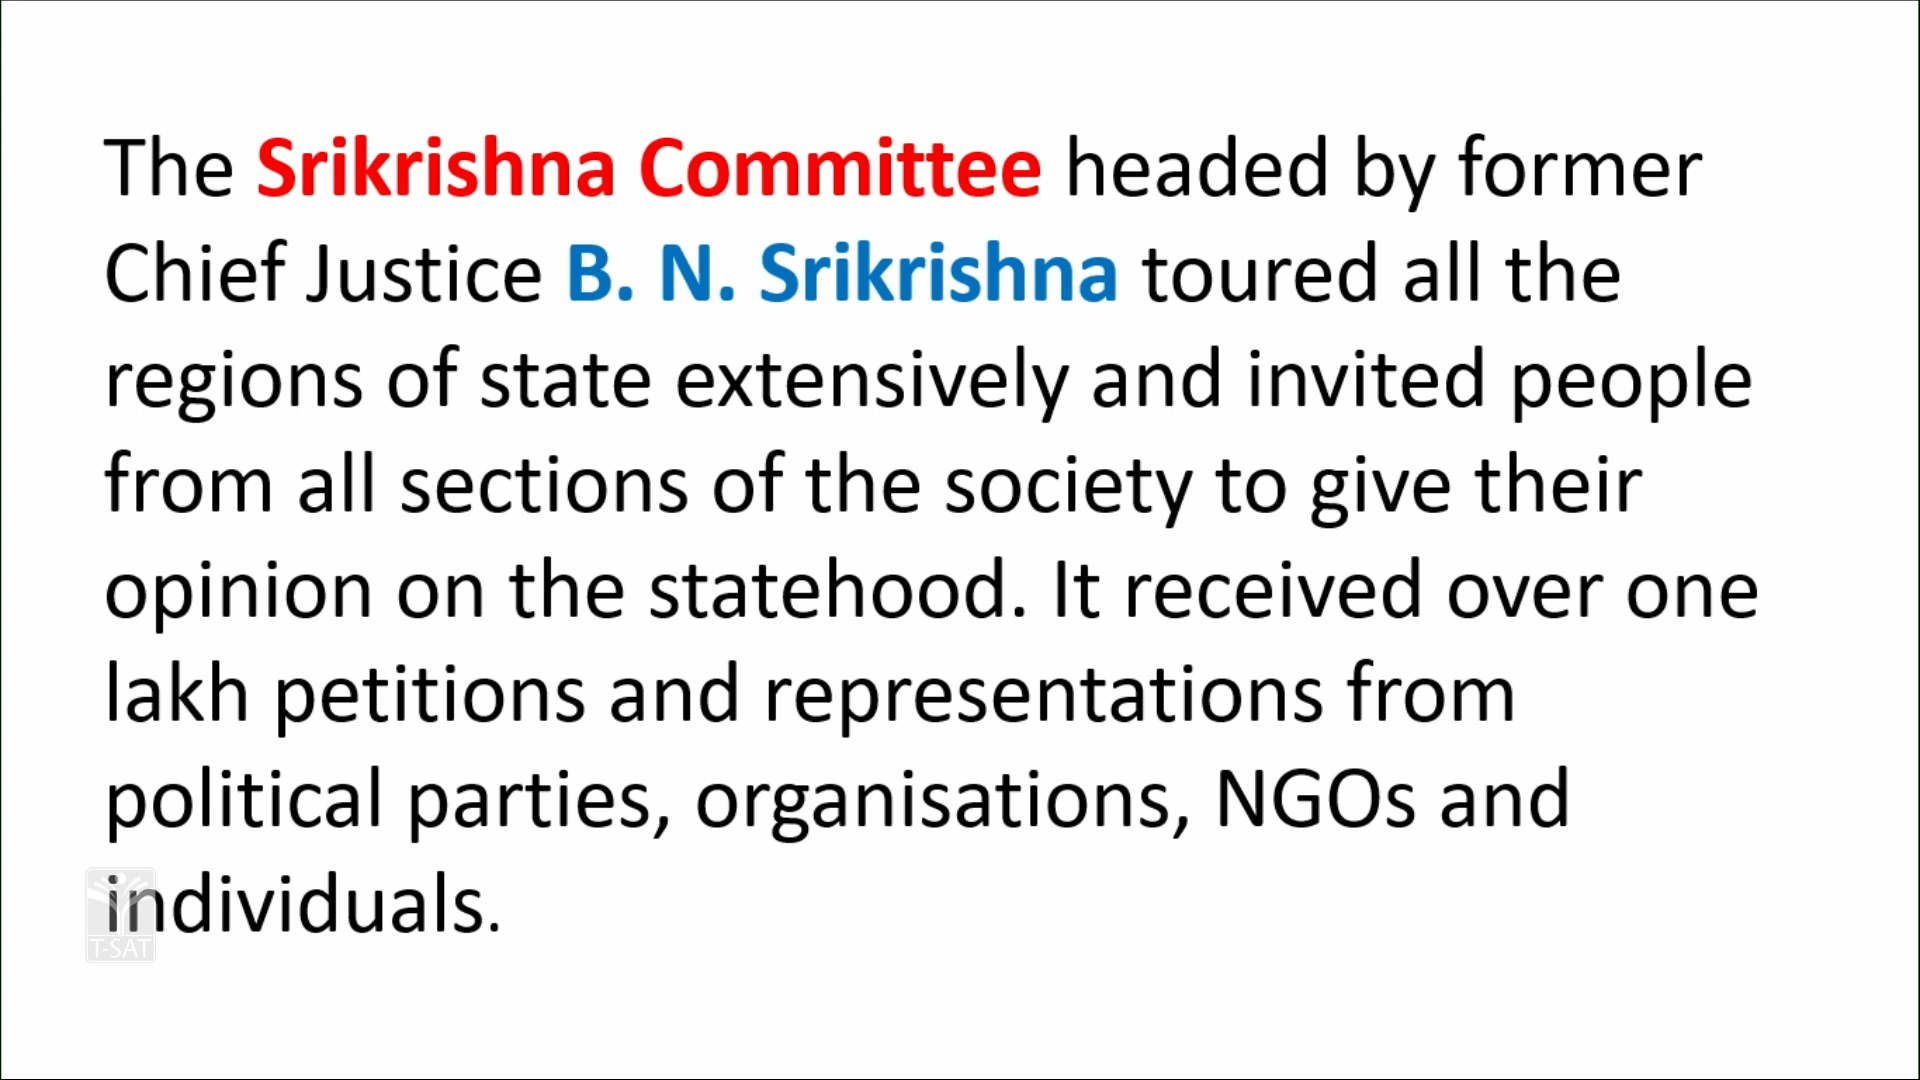 The Srikrishna Committee headed by former
Chief Justice B. N. Srikrishna toured all the
regions of state extensively and invited people
from all sections of the society to give their
opinion on the statehood. It received over one
lakh petitions and representations from
political parties, organisations, NGOs and
individuals.
T-SAT